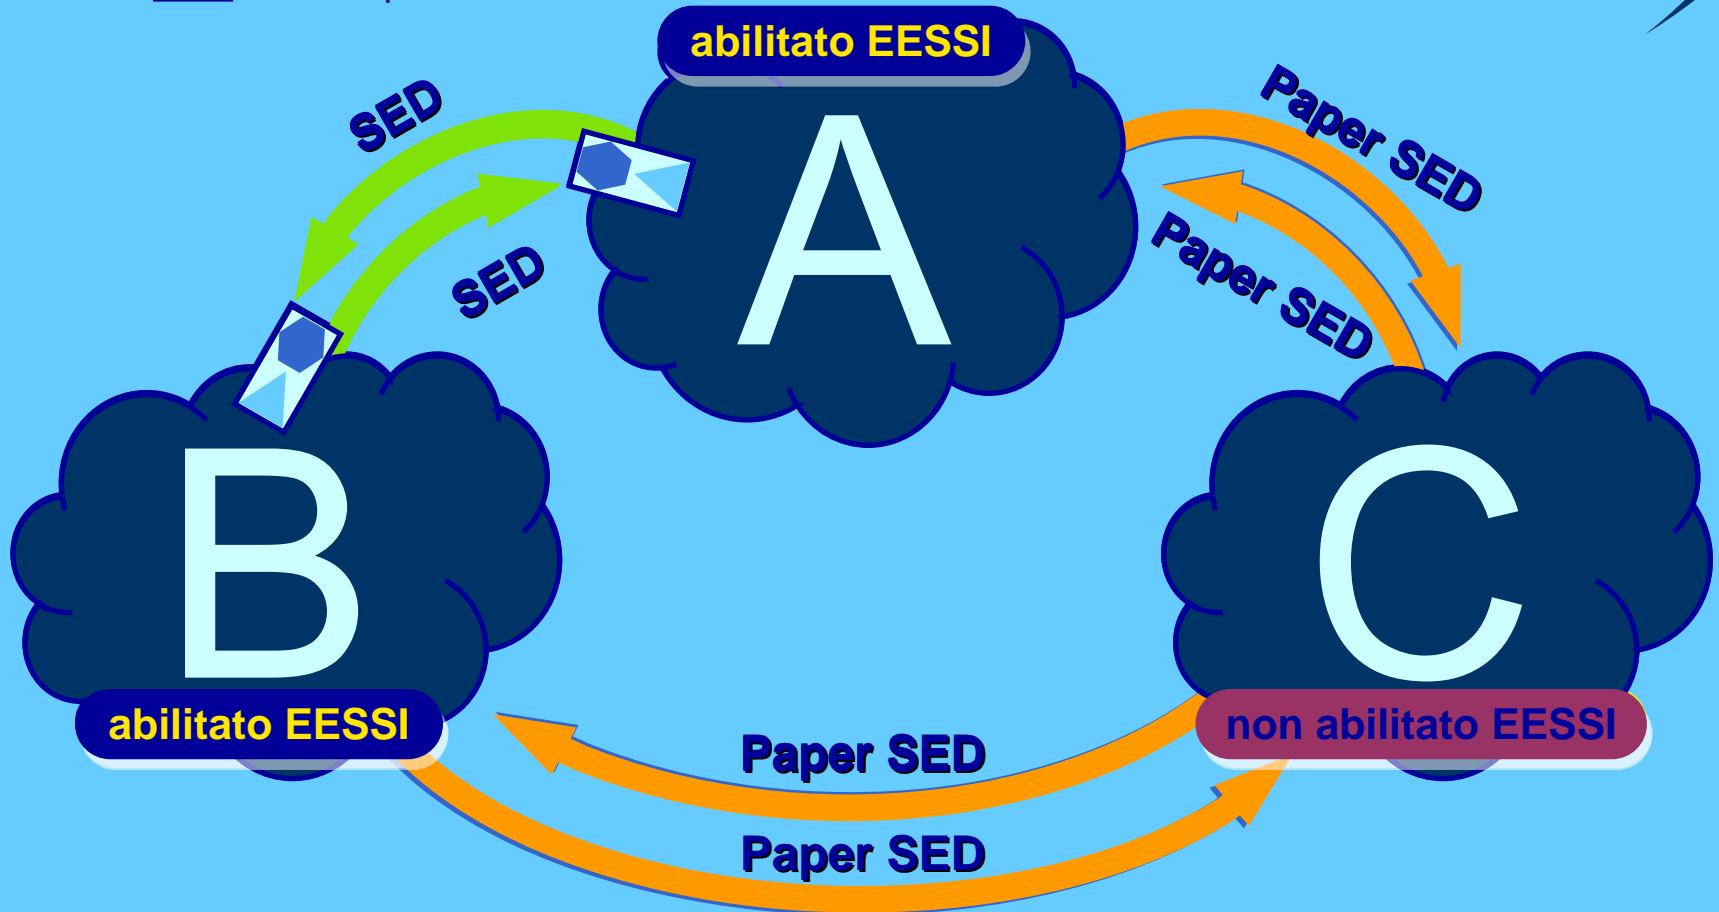 abilitato EESSI
SED
Paper SED
A
SED
Paper SED
B
C
abilitato EESSI
non abilitato EESSI
Paper SED
Paper SED